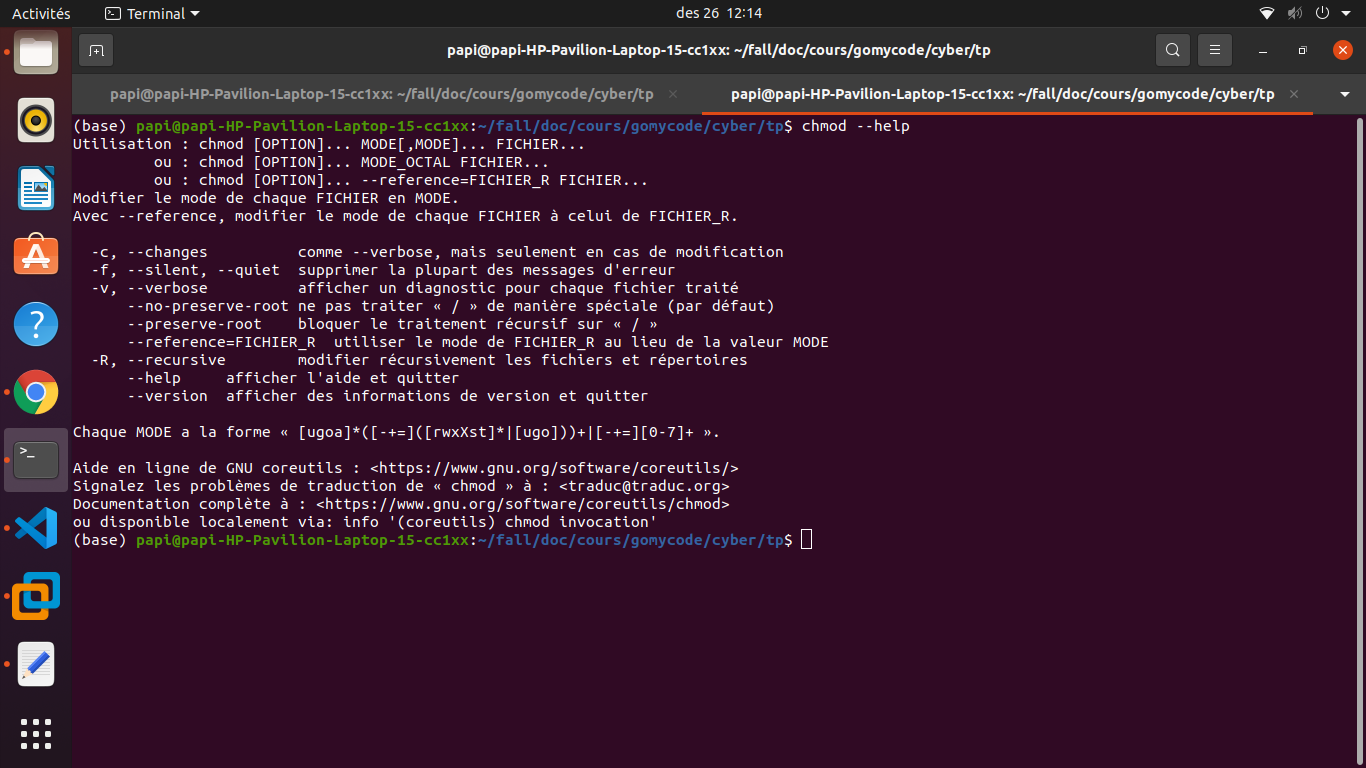 Activités
Terminal
des 26 12:14
papi@papi-HP-Pavilion-Laptop-15-cc1xx: ~/fall/doc/cours/gomycode/cyber/tp
papi@papi-HP-Pavilion-Laptop-15-cc1xx: ~/fall/doc/cours/gomycode/cyber/tp
papi@papi-HP-Pavilion-Laptop-15-cc1xx: ~/fall/doc/cours/gomycode/cyber/tp
(base) papi@papi-HP-Pavilion-Laptop-15-cc1xx:~/fall/doc/cours/gomycode/cyber/tp$ chmod --help
Utilisation : chmod [OPTION]... MODE[,MODE]... FICHIER...
         ou : chmod [OPTION]... MODE_OCTAL FICHIER...
         ou : chmod [OPTION]... --reference=FICHIER_R FICHIER...
Modifier le mode de chaque FICHIER en MODE.
Avec --reference, modifier le mode de chaque FICHIER à celui de FICHIER_R.
  -c, --changes          comme --verbose, mais seulement en cas de modification
  -f, --silent, --quiet  supprimer la plupart des messages d'erreur
  -v, --verbose          afficher un diagnostic pour chaque fichier traité
      --no-preserve-root ne pas traiter « / » de manière spéciale (par défaut)
      --preserve-root    bloquer le traitement récursif sur « / »
      --reference=FICHIER_R  utiliser le mode de FICHIER_R au lieu de la valeur MODE
  -R, --recursive        modifier récursivement les fichiers et répertoires
      --help     afficher l'aide et quitter
      --version  afficher des informations de version et quitter
Chaque MODE a la forme « [ugoa]*([-+=]([rwxXst]*|[ugo]))+|[-+=][0-7]+ ».
Aide en ligne de GNU coreutils : <https://www.gnu.org/software/coreutils/>
Signalez les problèmes de traduction de « chmod » à : <traduc@traduc.org>
Documentation complète à : <https://www.gnu.org/software/coreutils/chmod>
ou disponible localement via: info '(coreutils) chmod invocation'
(base) papi@papi-HP-Pavilion-Laptop-15-cc1xx:~/fall/doc/cours/gomycode/cyber/tp$